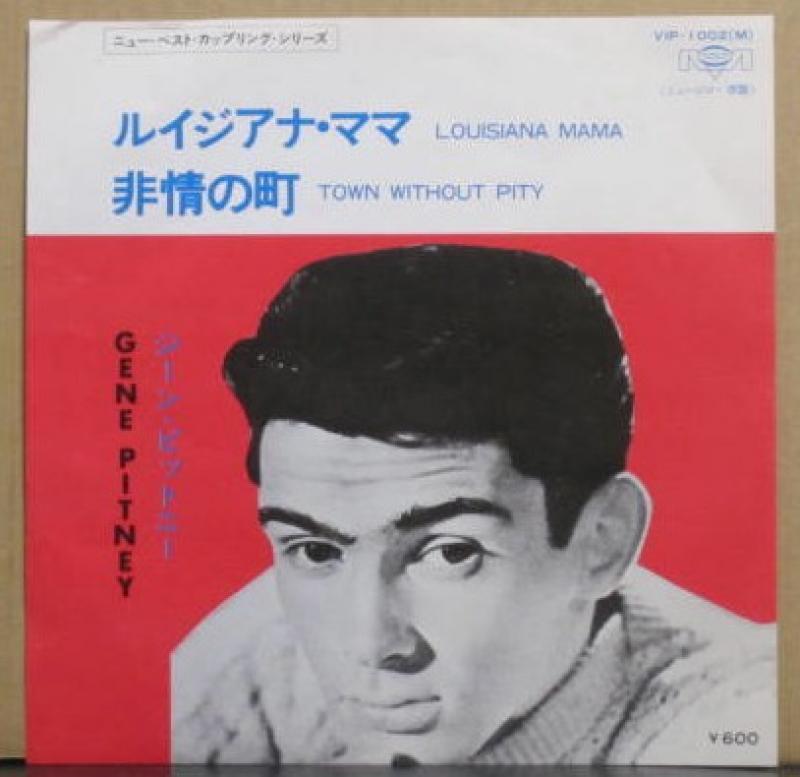 ニュー・ベスト・カップリング・シリーズ
VIP-1002(M)
ルイジアナ・ママ LOUISIANA MAMA
非情の町 TOWN WITHOUT PITY
ジーン・ピットニー
GENE PITNEY
¥600